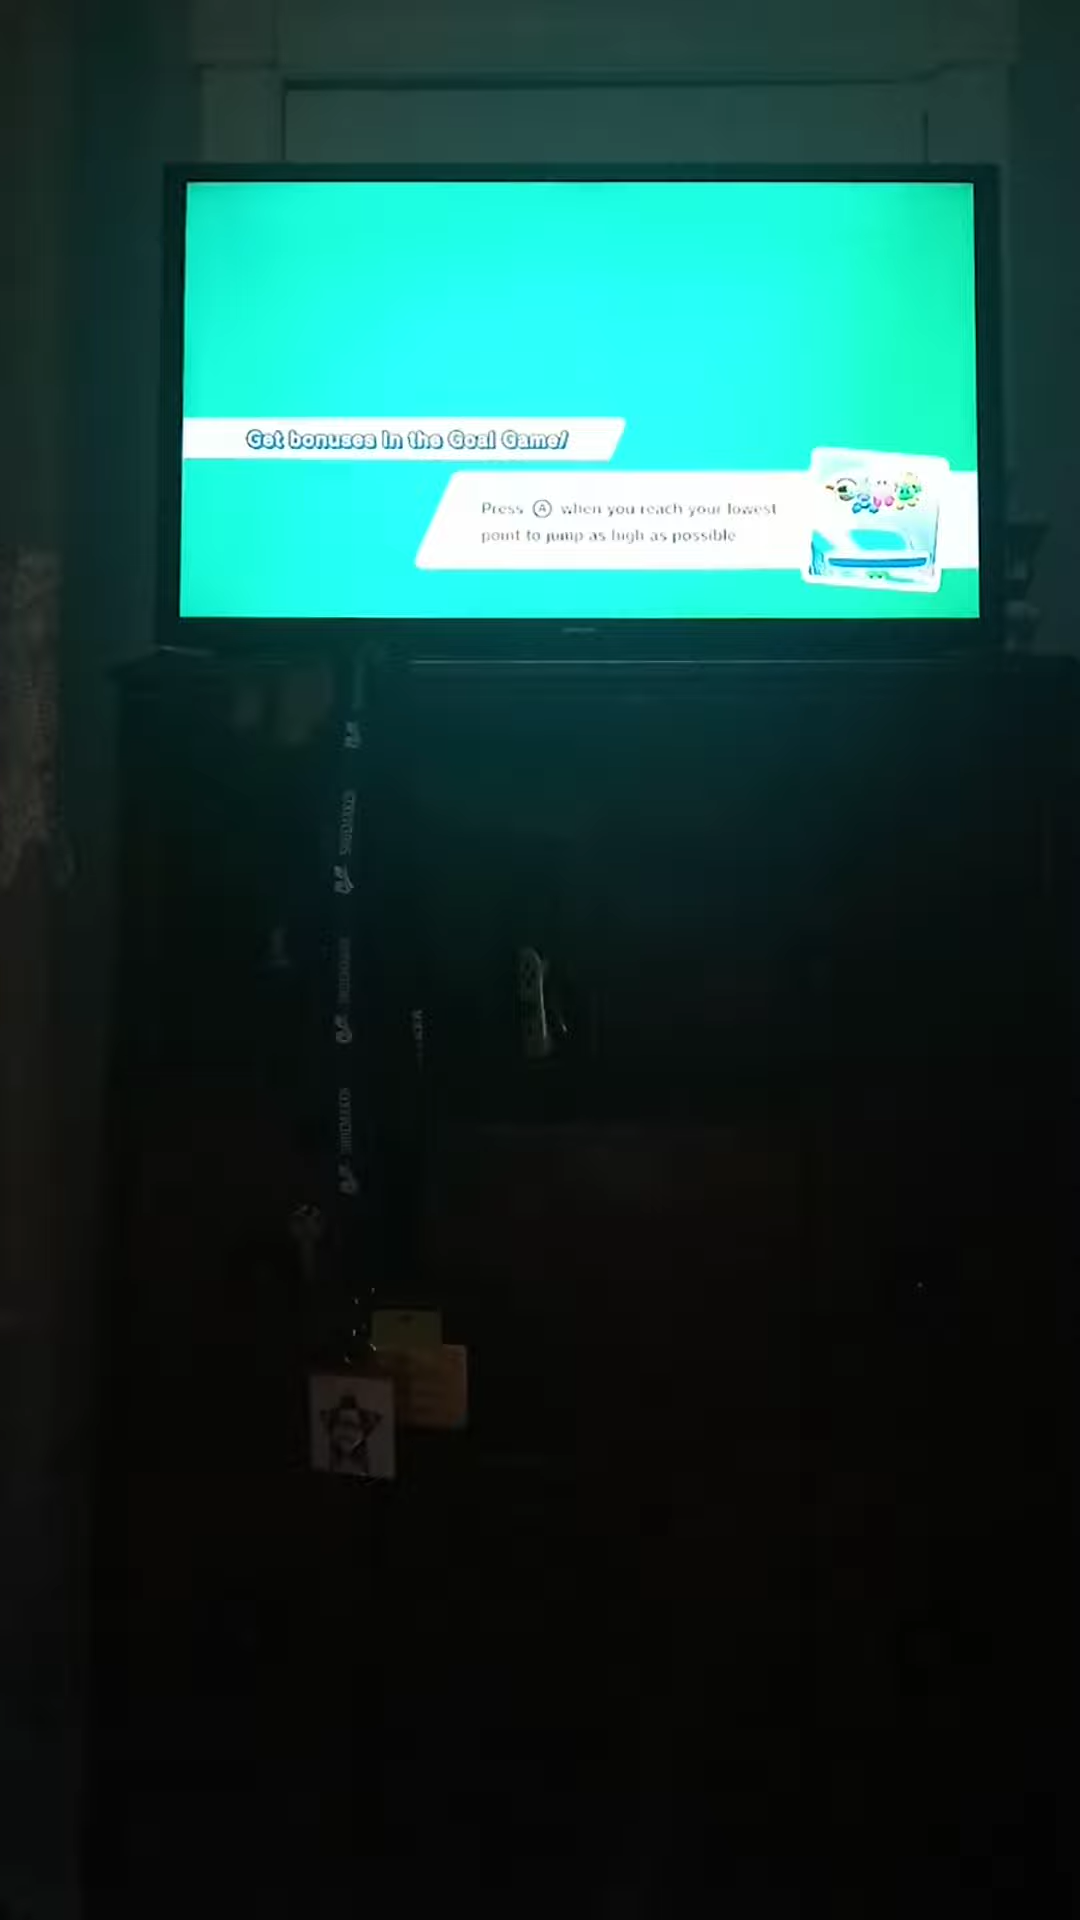 Get bonuses in the Goal Game!
Press Ⓐ when you reach your lowest
point to jump as high as possible